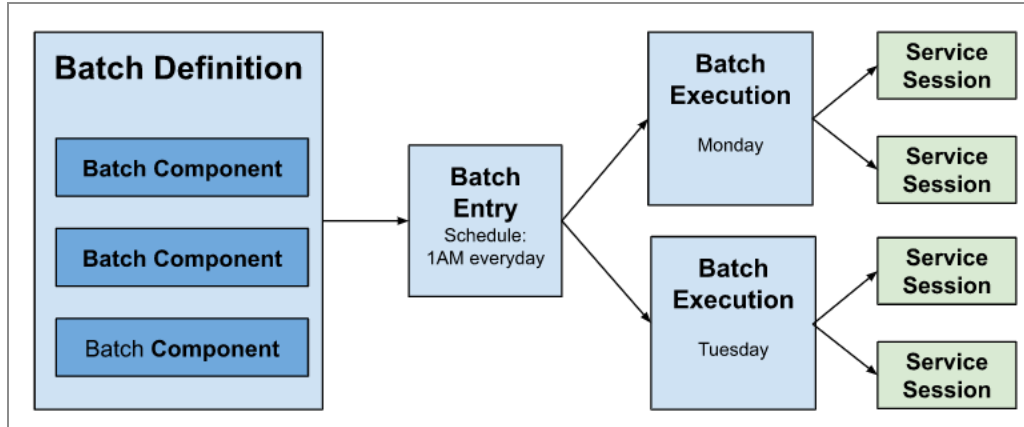 Batch Definition
Batch Component
Batch Component
Batch Component
Batch
Entry
Schedule:
1AM everyday
Batch
Execution
Monday
Batch
Execution
Tuesday
Service
Session
Service
Session
Service
Session
Service
Session